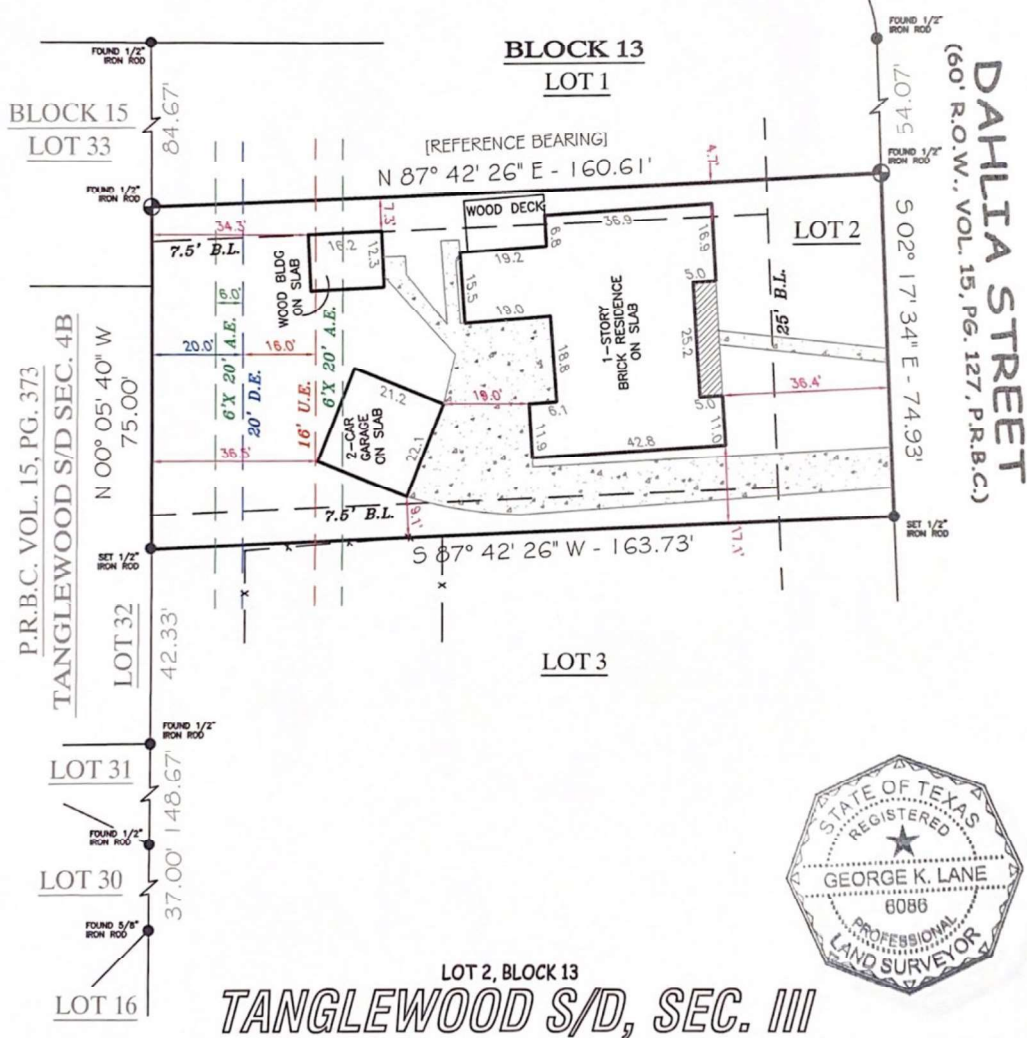 FOUND 1/2"
IRON ROD
BLOCK 13
LOT 1
FOUND 1/2"
IRON ROD
BLOCK 15
LOT 33
84.67'
54.07'
DAHLIA STREET
(60' R.O.W., VOL. 15, PG. 127, P.R.B.C.)
[REFERENCE BEARING]
N 87° 42' 26" E - 160.61'
4.7'
FOUND 1/2"
IRON ROD
FOUND 1/2"
IRON ROD
34.3'
7.5' B.L.
16.2
12.3
WOOD DECK
36.9
6.8
16.9
LOT 2
S 02° 17' 34" E - 74.93'
WOOD BLDG
ON SLAB
19.2
15.5
19.0
5.0
25' B.L.
6.0'
20.0'
16.0'
6'X 20' A.E.
20' D.E.
16' U.E.
6'X 20' A.E.
1-STORY
BRICK RESIDENCE
ON SLAB
18.8
25.2
36.4'
N 00° 05' 40" W
75.00'
P.R.B.C. VOL. 15, PG. 373
TANGLEWOOD S/D SEC. 4B
21.2
19.0'
6.1
5.0
2-CAR
GARAGE
ON SLAB
22.1
11.9
42.8
11.0
36.5'
7.5' B.L.
9.1'
17.1'
S 87° 42' 26" W - 163.73'
SET 1/2"
IRON ROD
SET 1/2"
IRON ROD
x
x
x
x
LOT 32
42.33'
LOT 3
FOUND 1/2"
IRON ROD
LOT 31
148.67'
FOUND 1/2"
IRON ROD
LOT 30
37.00'
FOUND 5/8"
IRON ROD
LOT 16
STATE OF TEXAS
REGISTERED
GEORGE K. LANE
6086
PROFESSIONAL
LAND SURVEYOR
LOT 2, BLOCK 13
TANGLEWOOD S/D, SEC. III